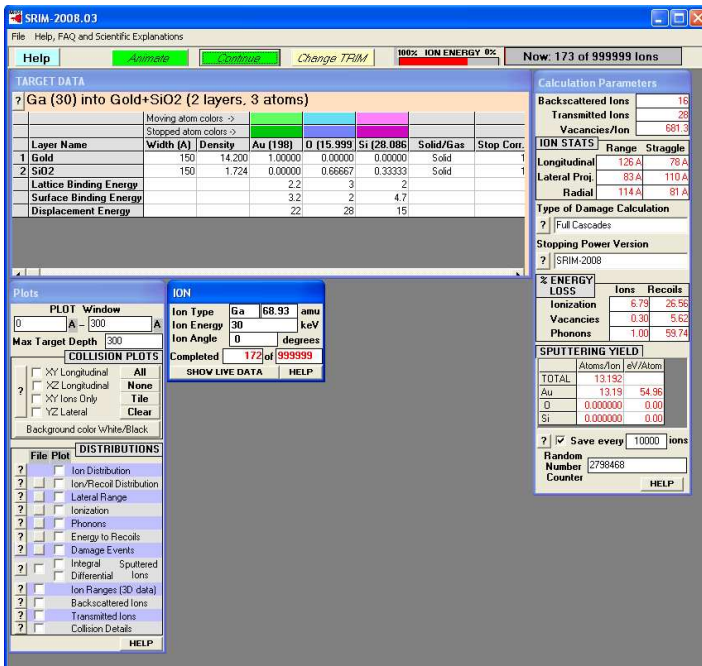 SRIM-2008.03
File Help, FAQ and Scientific Explanations
Help Animate Continue Change TRIM 100% ION ENERGY 0% Now: 173 of 999999 Ions
TARGET DATA
? Ga (30) into Gold+SiO2 (2 layers, 3 atoms)
Moving atom colors ->
Stopped atom colors ->
Layer Name Width (A) Density Au (198) O (15.999 Si (28.086 Solid/Gas Stop Corr.
1 Gold 150 14.200 1.00000 0.00000 0.00000 Solid 1
2 SiO2 150 1.724 0.00000 0.66667 0.33333 Solid 1
Lattice Binding Energy 2.2 3 2
Surface Binding Energy 3.2 2 4.7
Displacement Energy 22 28 15
Plots
PLOT Window
0 A - 300 A
Max Target Depth 300
COLLISION PLOTS
? XY Longitudinal All
XZ Longitudinal None
XY Ions Only Tile
YZ Lateral Clear
Background color White/Black
File Plot DISTRIBUTIONS
? Ion Distribution
? Ion/Recoil Distribution
? Lateral Range
? Ionization
? Phonons
? Energy to Recoils
? Damage Events
? Integral Sputtered
Differential Ions
? Ion Ranges (3D data)
? Backscattered Ions
? Transmitted Ions
? Collision Details
HELP
ION
Ion Type Ga 68.93 amu
Ion Energy 30 keV
Ion Angle 0 degrees
Completed 172 of 999999
SHOW LIVE DATA HELP
Calculation Parameters
Backscattered Ions 16
Transmitted Ions 28
Vacancies/Ion 681.3
ION STATS Range Straggle
Longitudinal 126 A 78 A
Lateral Proj. 83 A 110 A
Radial 114 A 81 A
Type of Damage Calculation
? Full Cascades
Stopping Power Version
? SRIM-2008
% ENERGY LOSS Ions Recoils
Ionization 6.79 26.56
Vacancies 0.30 5.62
Phonons 1.00 59.74
SPUTTERING YIELD
Atoms/Ion eV/Atom
TOTAL 13.192
Au 13.19 54.96
O 0.000000 0.00
Si 0.000000 0.00
? Save every 10000 ions
Random
Number 2798468
Counter HELP